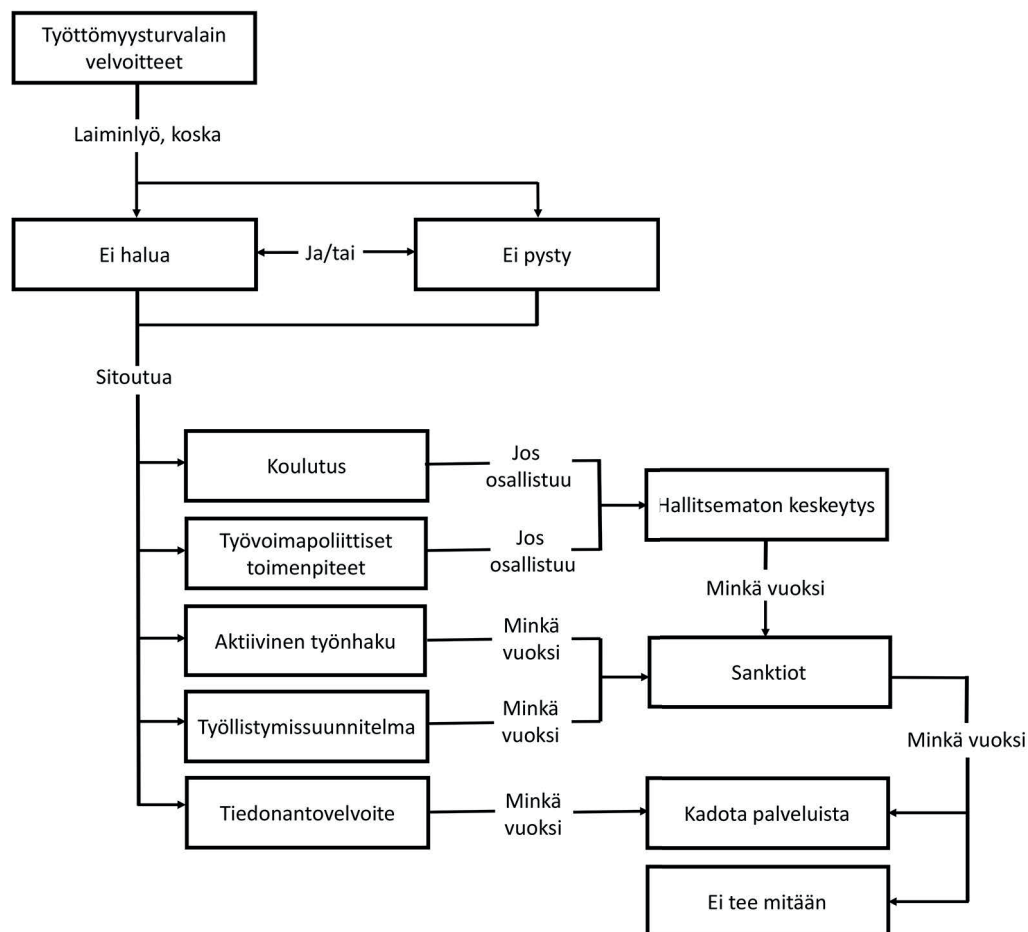 Työttömyysturvalain
velvoitteet
Laiminlyö, koska
Ei halua
Ja/tai
Ei pysty
Sitoutua
Koulutus
Jos
osallistuu
Hallitsematon keskeytys
Työvoimapoliittiset
toimenpiteet
Jos
osallistuu
Minkä vuoksi
Aktiivinen työnhaku
Minkä
vuoksi
Sanktiot
Työllistymissuunnitelma
Minkä
vuoksi
Minkä vuoksi
Tiedonantovelvoite
Minkä
vuoksi
Kadota palveluista
Ei tee mitään